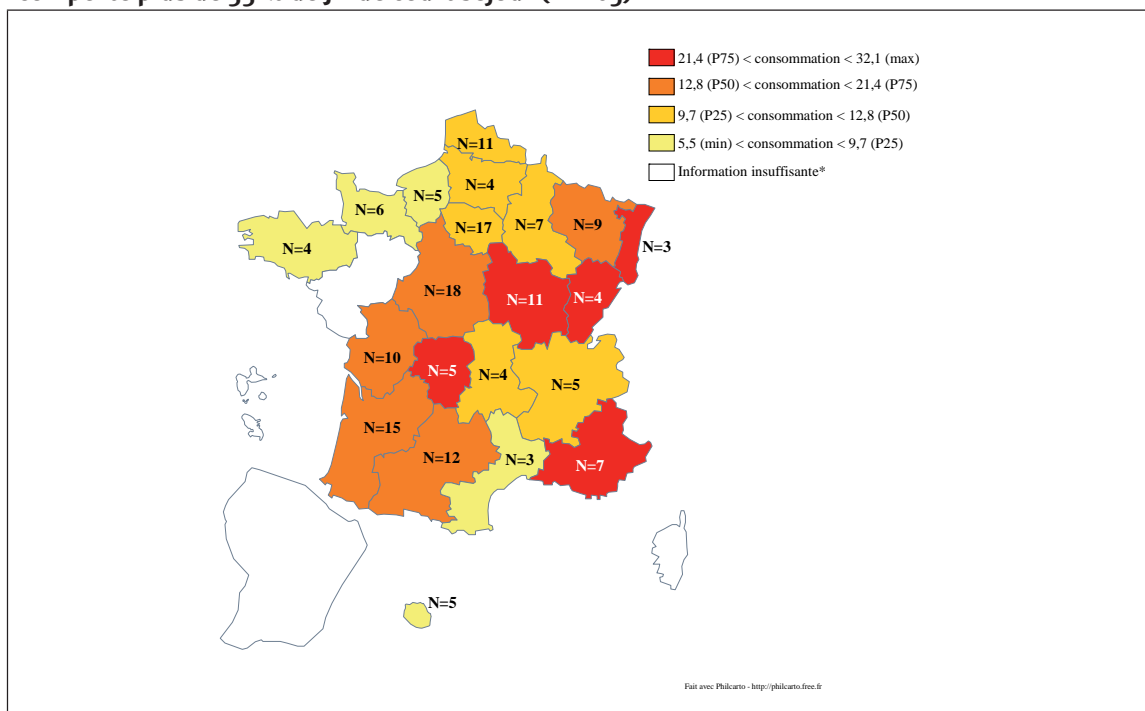 21,4 (P75) < consommation < 32,1 (max)
12,8 (P50) < consommation < 21,4 (P75)
9,7 (P25) < consommation < 12,8 (P50)
5,5 (min) < consommation < 9,7 (P25)
Information insuffisante*
N=11
N=4
N=5
N=6
N=17
N=7
N=9
N=3
N=4
N=18
N=11
N=4
N=10
N=5
N=4
N=5
N=15
N=12
N=3
N=7
N=5
Fait avec Philcarto - http://philcarto.free.fr